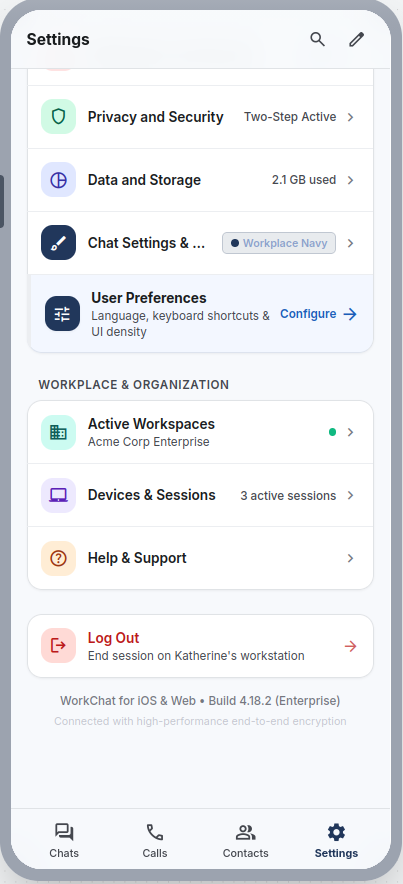 Settings
Privacy and Security
Two-Step Active
Data and Storage
2.1 GB used
Chat Settings & ...
Workplace Navy
User Preferences
Language, keyboard shortcuts &
UI density
Configure
WORKPLACE & ORGANIZATION
Active Workspaces
Acme Corp Enterprise
Devices & Sessions
3 active sessions
Help & Support
Log Out
End session on Katherine's workstation
WorkChat for iOS & Web • Build 4.18.2 (Enterprise)
Connected with high-performance end-to-end encryption
Chats
Calls
Contacts
Settings